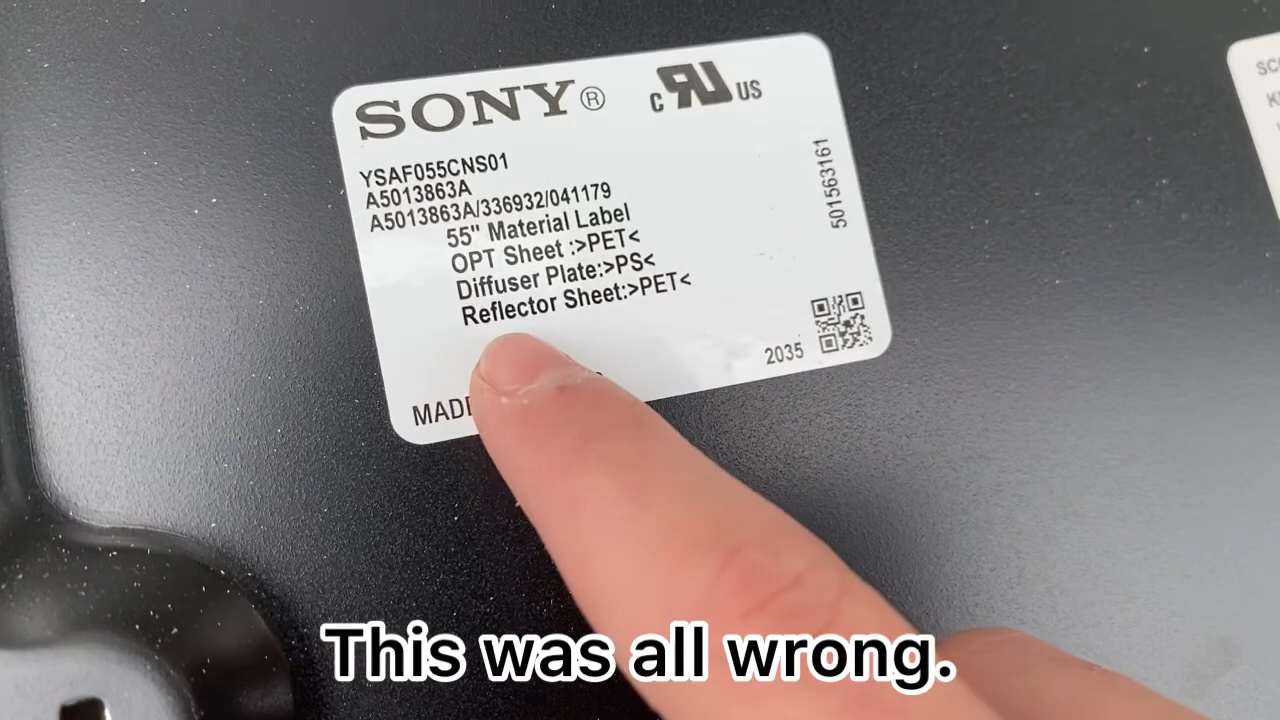 SONY®
c RU US
YSAF055CNS01
A5013863A
A5013863A/336932/041179
55" Material Label
OPT Sheet :>PET<
Diffuser Plate:>PS<
Reflector Sheet:>PET<
501563161
2035
This was all wrong.